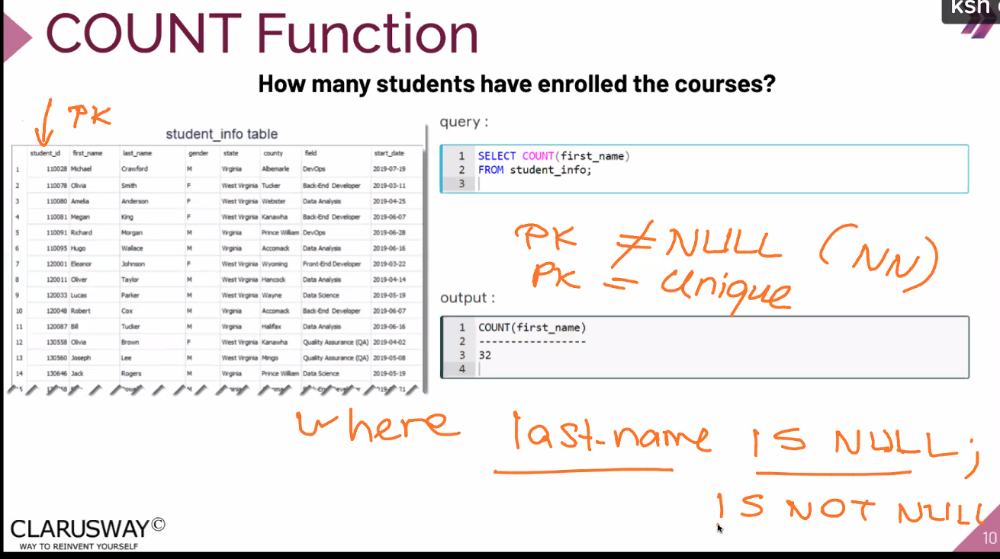 ksh
COUNT Function
How many students have enrolled the courses?
PK
student_info table
student_id first_name last_name gender state county field start_date
1 110028 Michael Crawford M Virginia Albemarle DevOps 2019-07-19
2 110078 Olivia Smith F West Virginia Tucker Back-End Developer 2019-03-11
3 110080 Amelia Anderson F West Virginia Webster Data Analysis 2019-04-25
4 110081 Megan King F West Virginia Kanawha Back-End Developer 2019-06-07
5 110091 Richard Morgan M Virginia Prince William DevOps 2019-06-28
6 110095 Hugo Wallace M Virginia Accomack Data Analysis 2019-06-16
7 120001 Eleanor Johnson F West Virginia Wyoming Front-End Developer 2019-03-22
8 120011 Oliver Taylor M West Virginia Hancock Data Analysis 2019-04-14
9 120033 Lucas Parker M West Virginia Wayne Data Science 2019-05-19
10 120048 Robert Cox M Virginia Accomack Back-End Developer 2019-06-07
11 120087 Bill Tucker M Virginia Halifax Data Analysis 2019-06-16
12 130558 Olivia Brown F West Virginia Kanawha Quality Assurance (QA) 2019-04-02
13 130560 Joseph Lee M West Virginia Mingo Quality Assurance (QA) 2019-05-08
14 130646 Jack Rogers M Virginia Prince William Data Science 2019-05-19
query :
1 SELECT COUNT(first_name)
2 FROM student_info;
3
PK ≠ NULL (NN)
PK = unique
output :
1 COUNT(first_name)
2 -----------------
3 32
4
where last_name IS NULL;
IS NOT NULL
CLARUSWAY©
WAY TO REINVENT YOURSELF
10